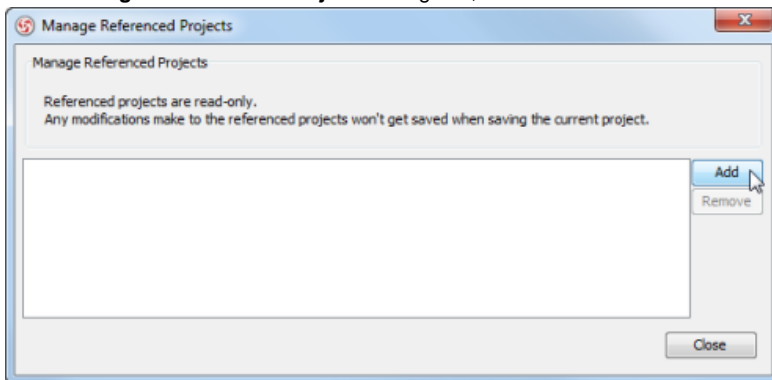 Manage Referenced Projects
Manage Referenced Projects
Referenced projects are read-only.
Any modifications make to the referenced projects won't get saved when saving the current project.
Add
Remove
Close